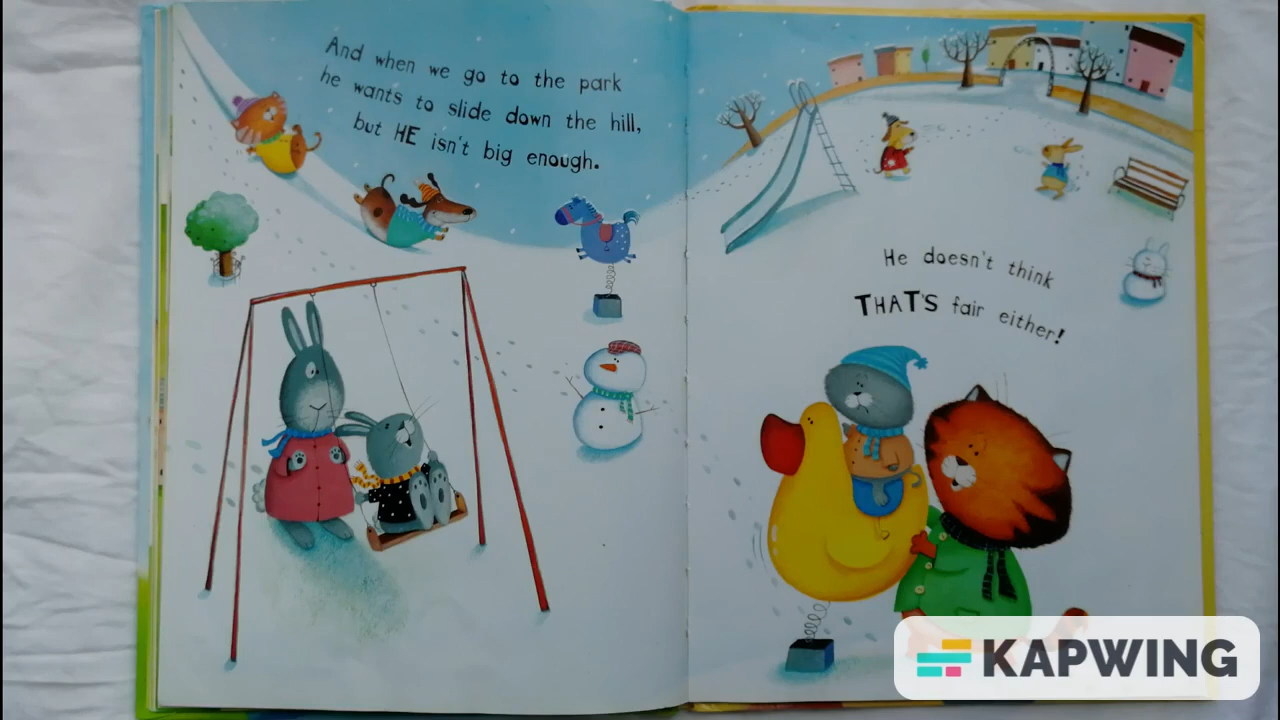 And when we go to the park
he wants to slide down the hill,
but HE isn't big enough.
He doesn't think
THAT'S fair either!
KAPWING